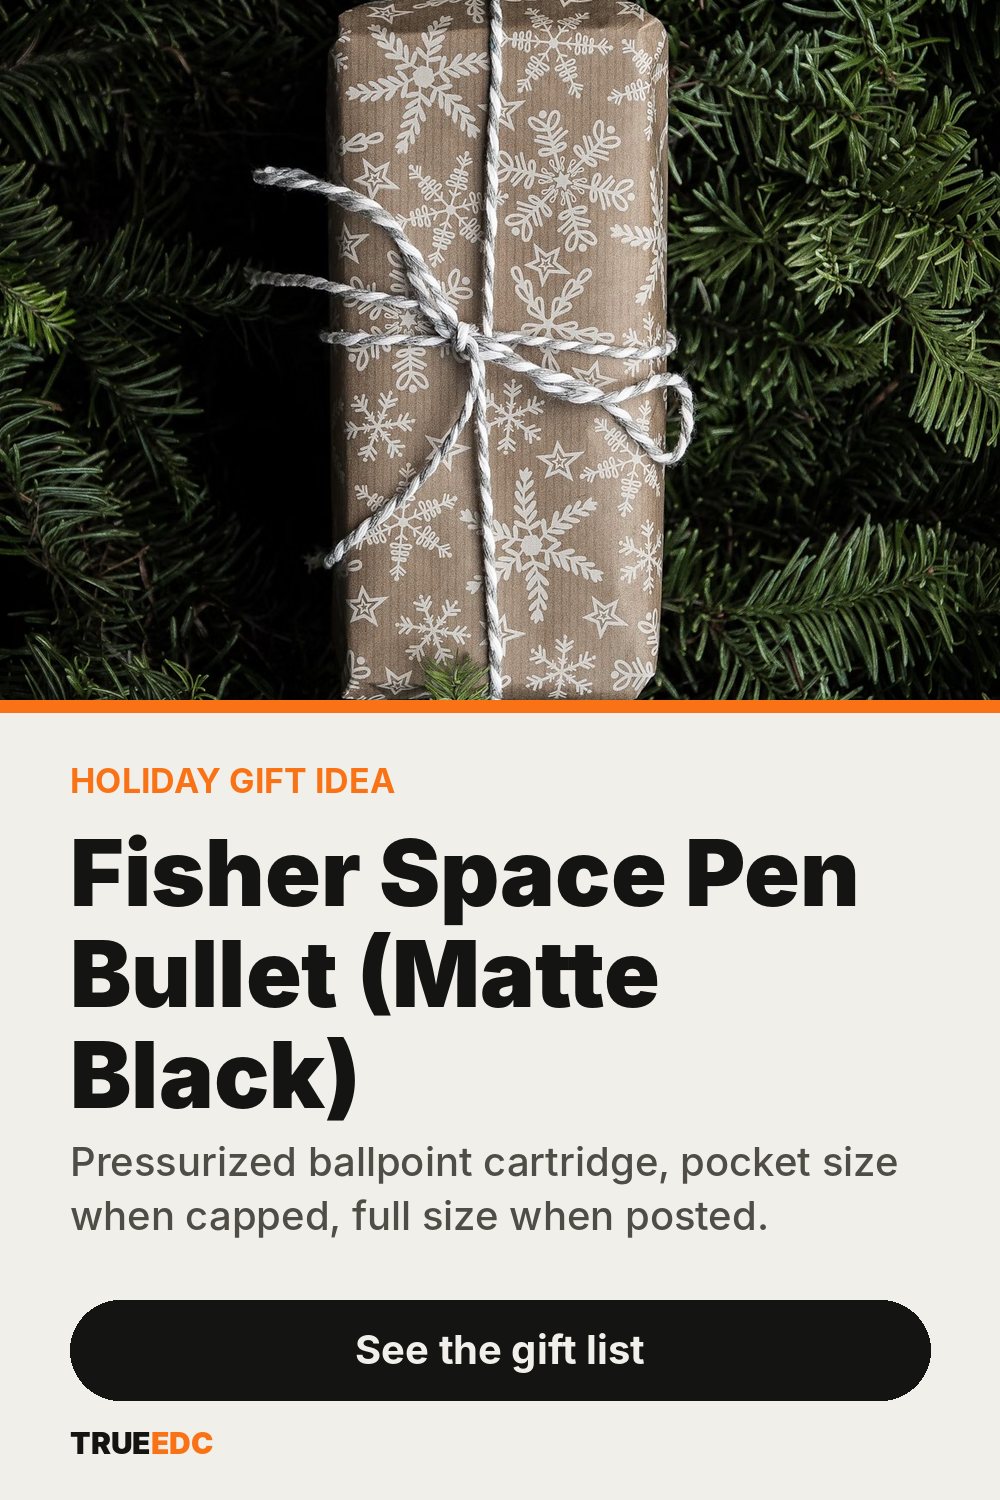 HOLIDAY GIFT IDEA
Fisher Space Pen
Bullet (Matte
Black)
Pressurized ballpoint cartridge, pocket size
when capped, full size when posted.
See the gift list
TRUEEDC